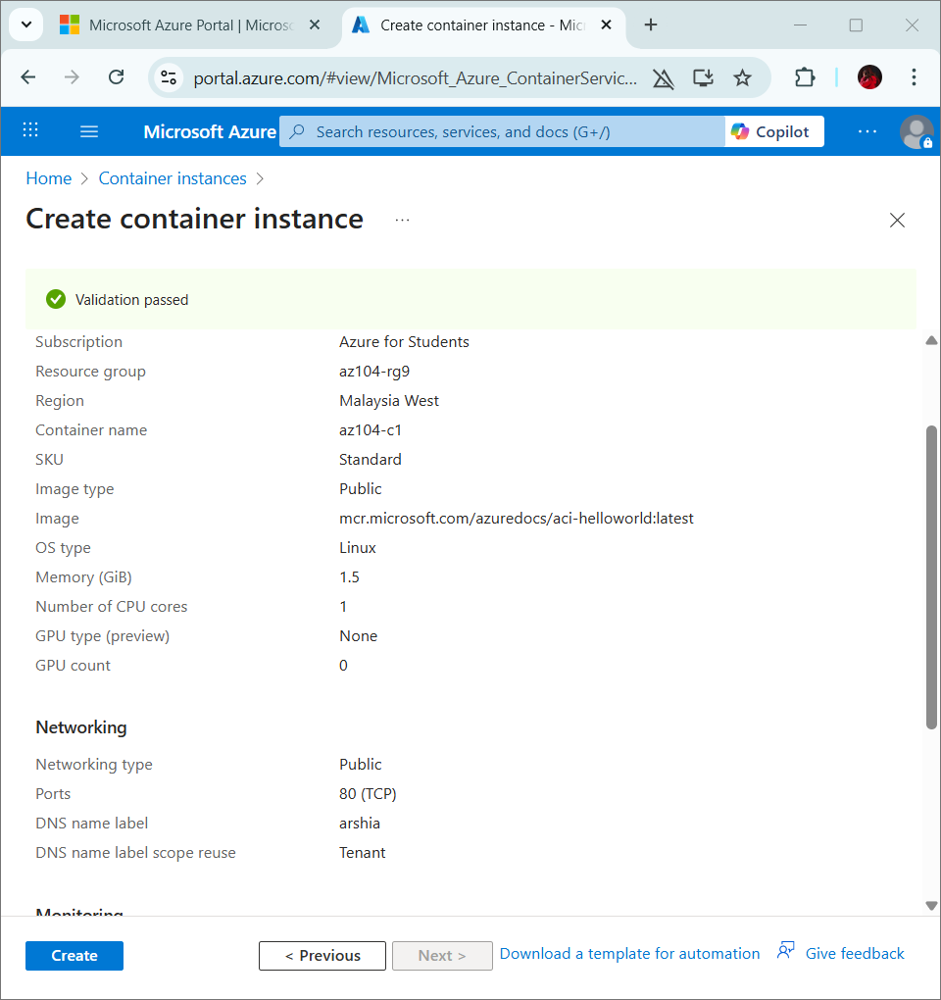 Microsoft Azure Portal | Micros
Create container instance - Mic
portal.azure.com/#view/Microsoft_Azure_ContainerServic...
Microsoft Azure
Search resources, services, and docs (G+/)
Copilot
Home > Container instances >
Create container instance ...
Validation passed
Subscription Azure for Students
Resource group az104-rg9
Region Malaysia West
Container name az104-c1
SKU Standard
Image type Public
Image mcr.microsoft.com/azuredocs/aci-helloworld:latest
OS type Linux
Memory (GiB) 1.5
Number of CPU cores 1
GPU type (preview) None
GPU count 0
Networking
Networking type Public
Ports 80 (TCP)
DNS name label arshia
DNS name label scope reuse Tenant
Monitoring
Create < Previous Next > Download a template for automation Give feedback